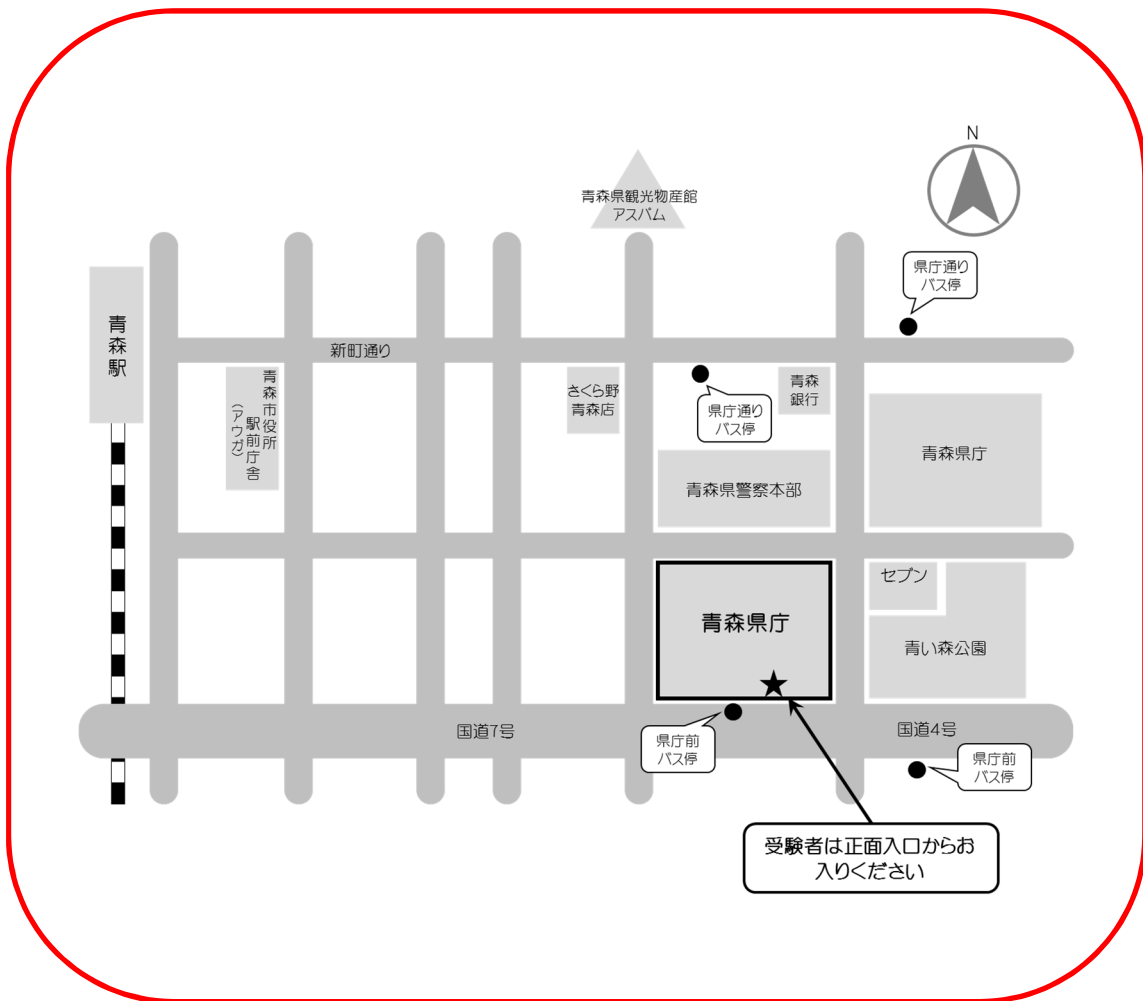 N
青森県観光物産館
アスパム
県庁通り
バス停
青森駅
新町通り
青森市役所
駅前庁舎
(アウガ)
さくら野
青森店
県庁通り
バス停
青森
銀行
青森県庁
青森県警察本部
セブン
青森県庁
青い森公園
国道7号
県庁前
バス停
国道4号
県庁前
バス停
受験者は正面入口からお
入りください